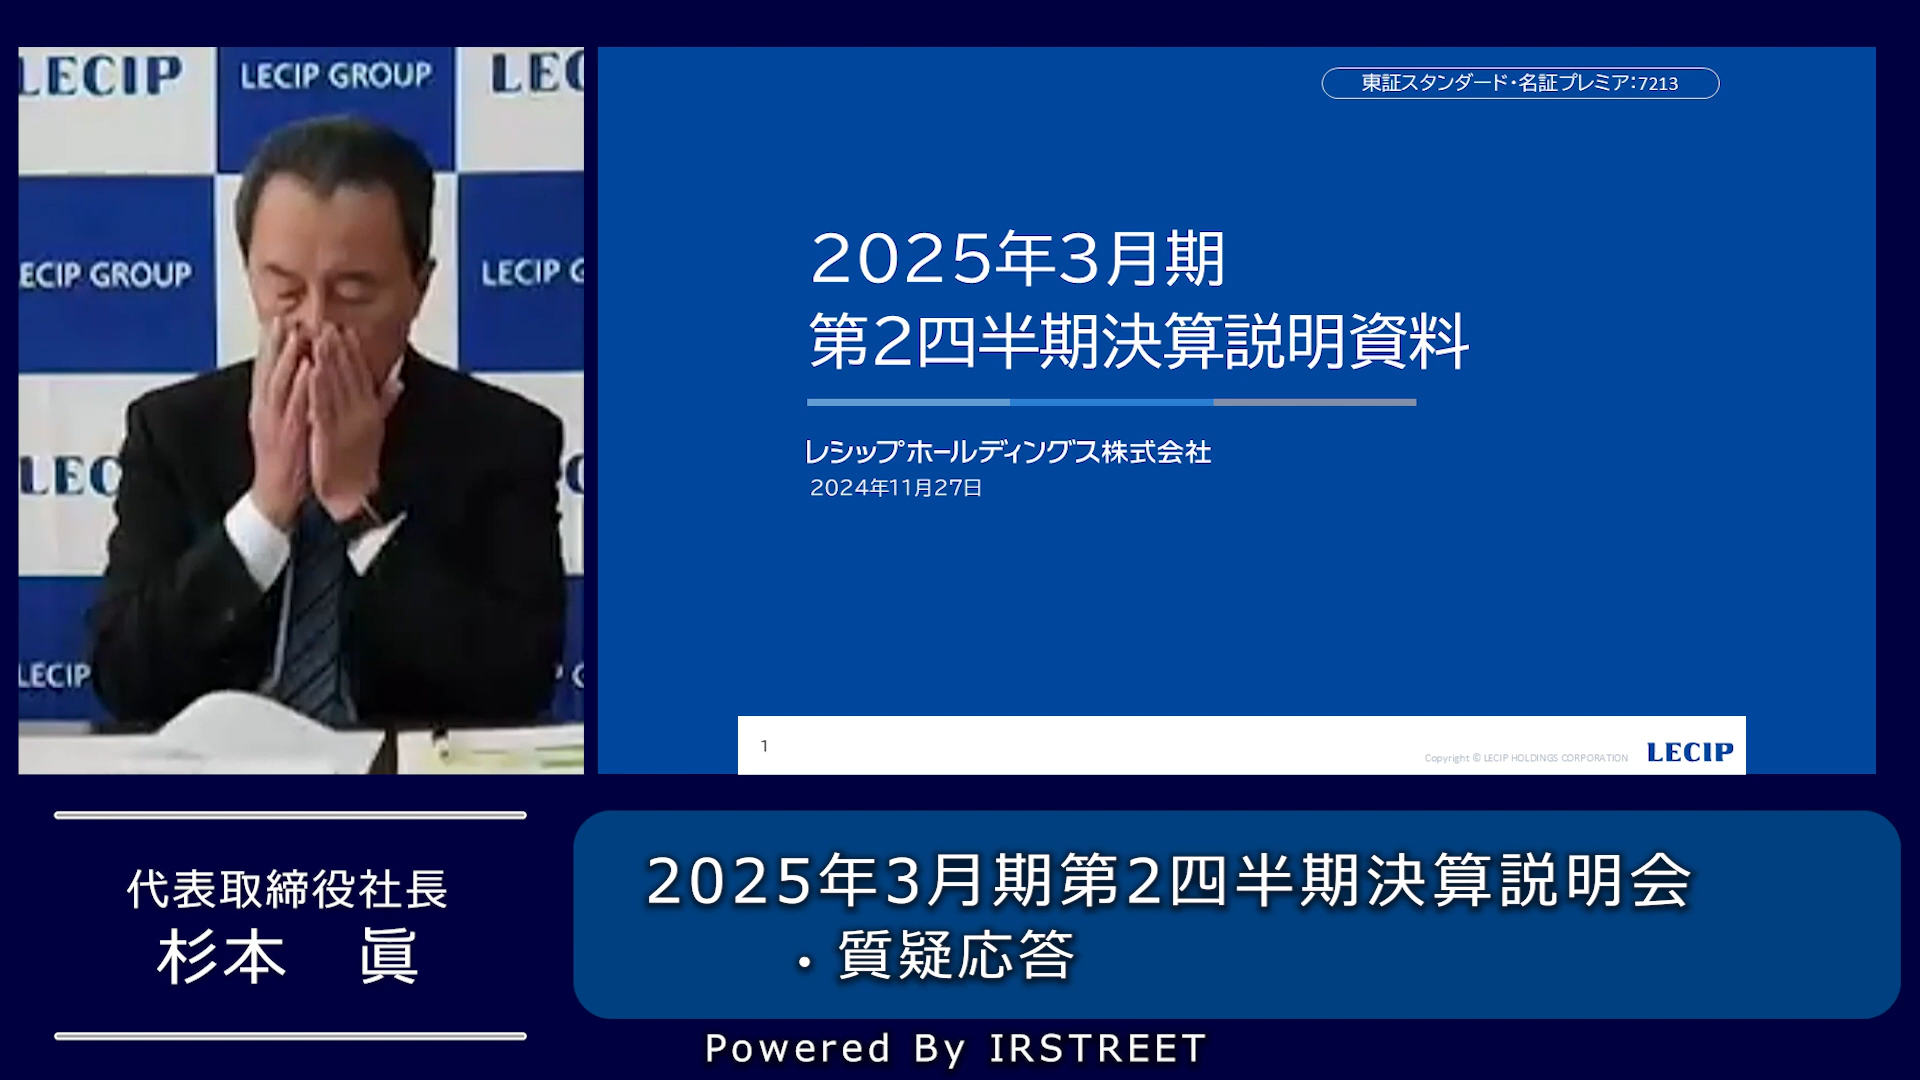 LECIP
LECIP GROUP
LEC
ECIP GROUP
LECIP G
LEC
LECIP
東証スタンダード・名証プレミア：7213
2025年3月期
第2四半期決算説明資料
レシップホールディングス株式会社
2024年11月27日
1
Copyright © LECIP HOLDINGS CORPORATION
LECIP
代表取締役社長
杉本　眞
2025年3月期第2四半期決算説明会
・質疑応答
Powered By IRSTREET